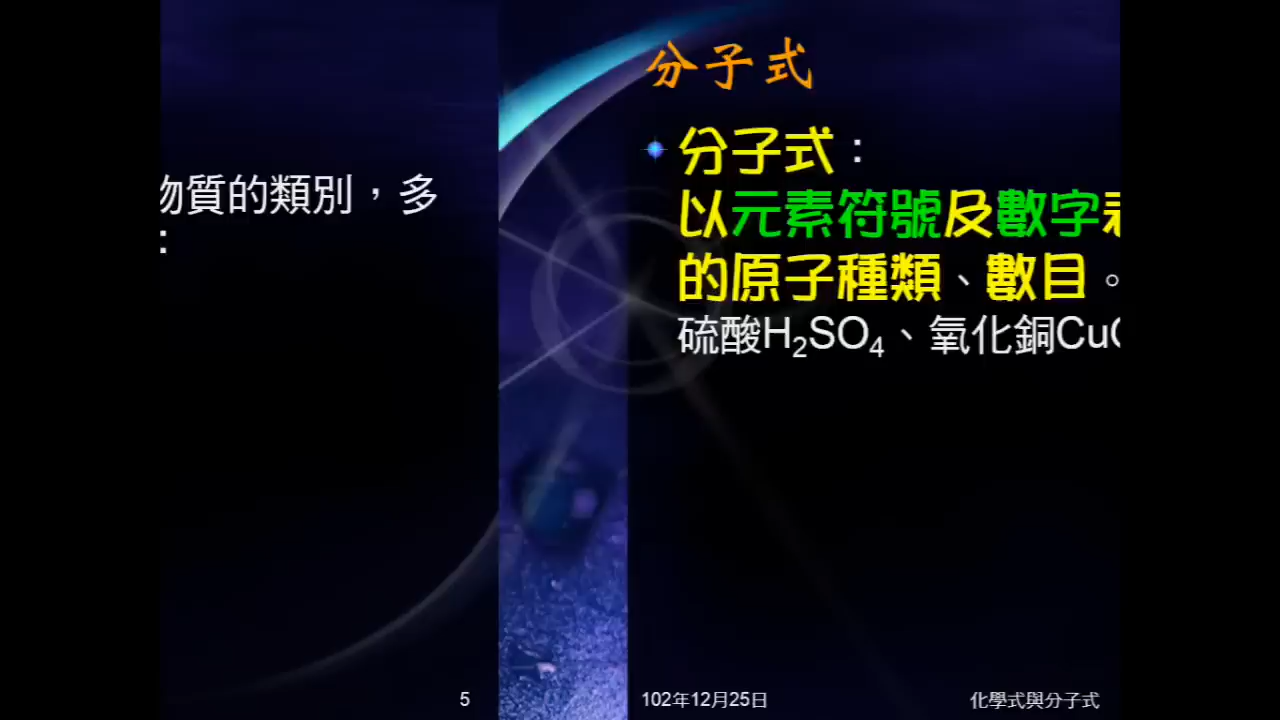 物質的類別，多
：
分子式
分子式：
以元素符號及數字
的原子種類、數目。
硫酸H₂SO₄、氧化銅Cu
5
102年12月25日
化學式與分子式